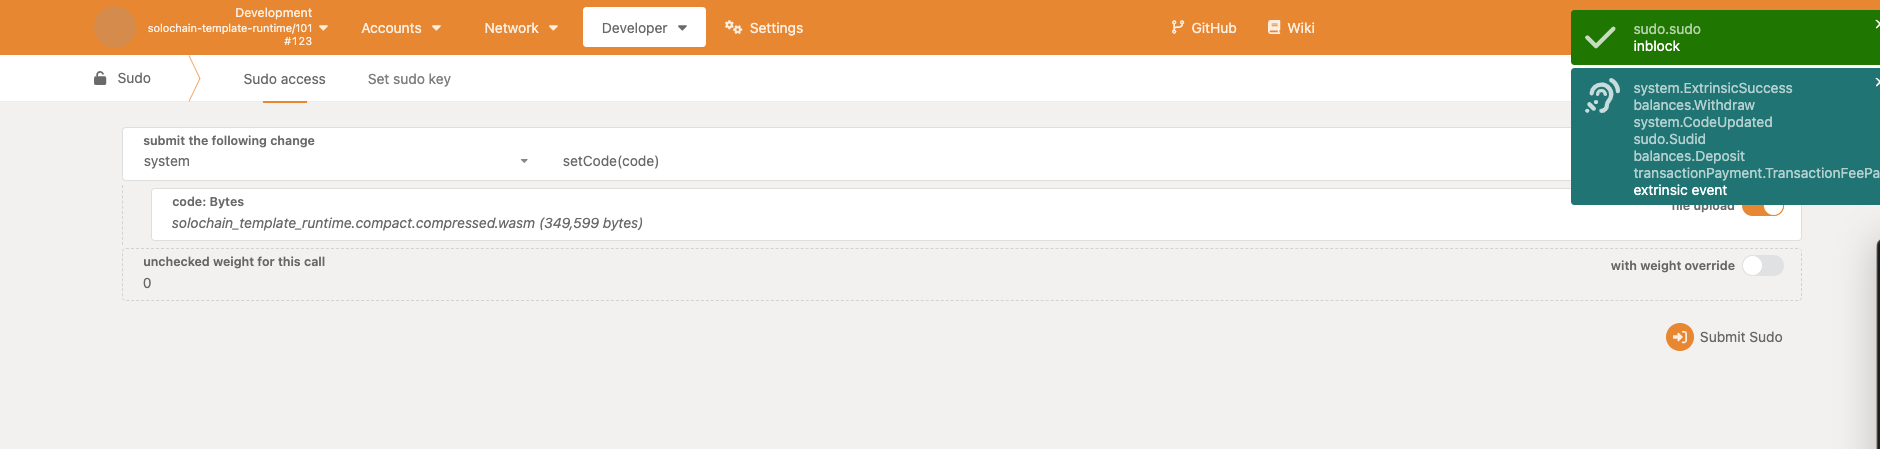 Development
solochain-template-runtime/101
#123
Accounts
Network
Developer
Settings
GitHub
Wiki
Sudo
Sudo access
Set sudo key
sudo.sudo
inblock
system.ExtrinsicSuccess
balances.Withdraw
system.CodeUpdated
sudo.Sudid
balances.Deposit
transactionPayment.TransactionFeePa
extrinsic event
submit the following change
system
setCode(code)
code: Bytes
solochain_template_runtime.compact.compressed.wasm (349,599 bytes)
file upload
unchecked weight for this call
0
with weight override
Submit Sudo